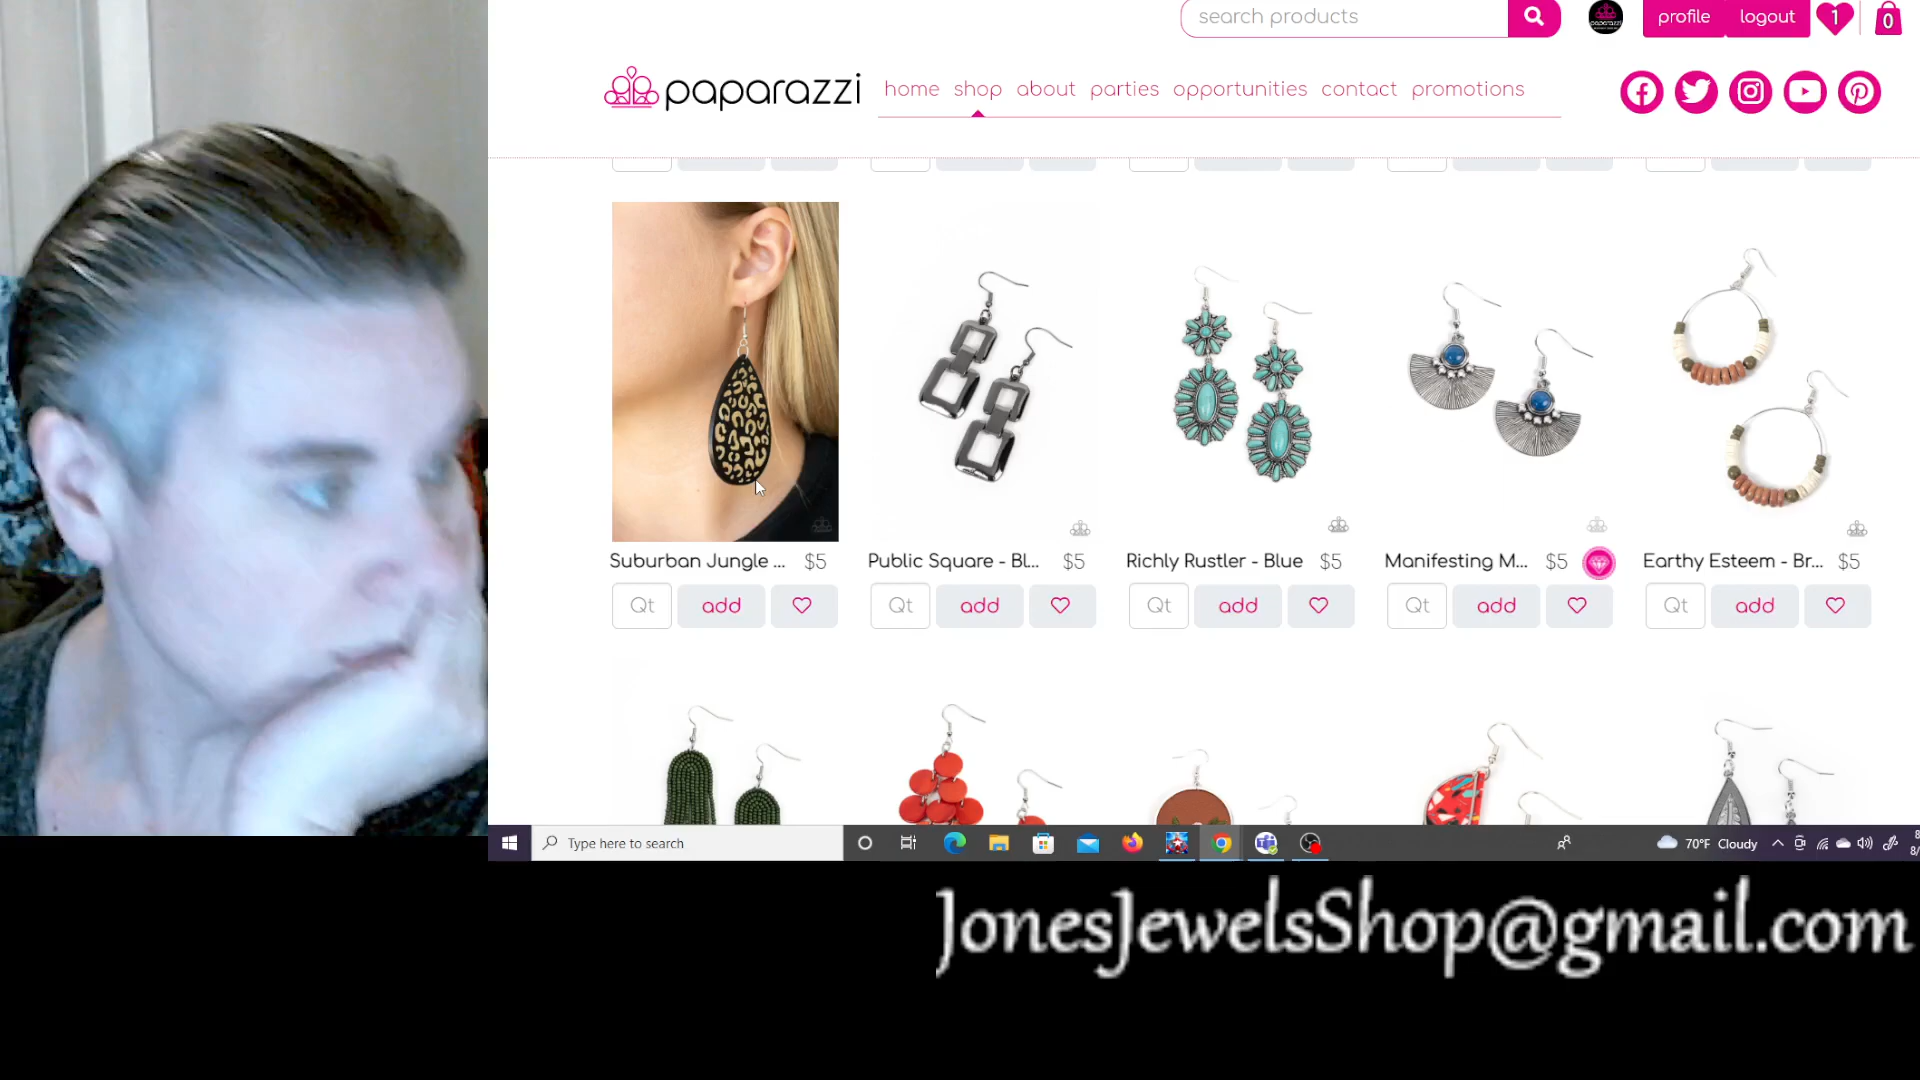 search products
profile
logout
1
0
paparazzi
home shop about parties opportunities contact promotions
Suburban Jungle ... $5
Public Square - Bl... $5
Richly Rustler - Blue $5
Manifesting M... $5
Earthy Esteem - Br... $5
Qt add
Qt add
Qt add
Qt add
Qt add
Type here to search
70°F Cloudy
JonesJewelsShop@gmail.com